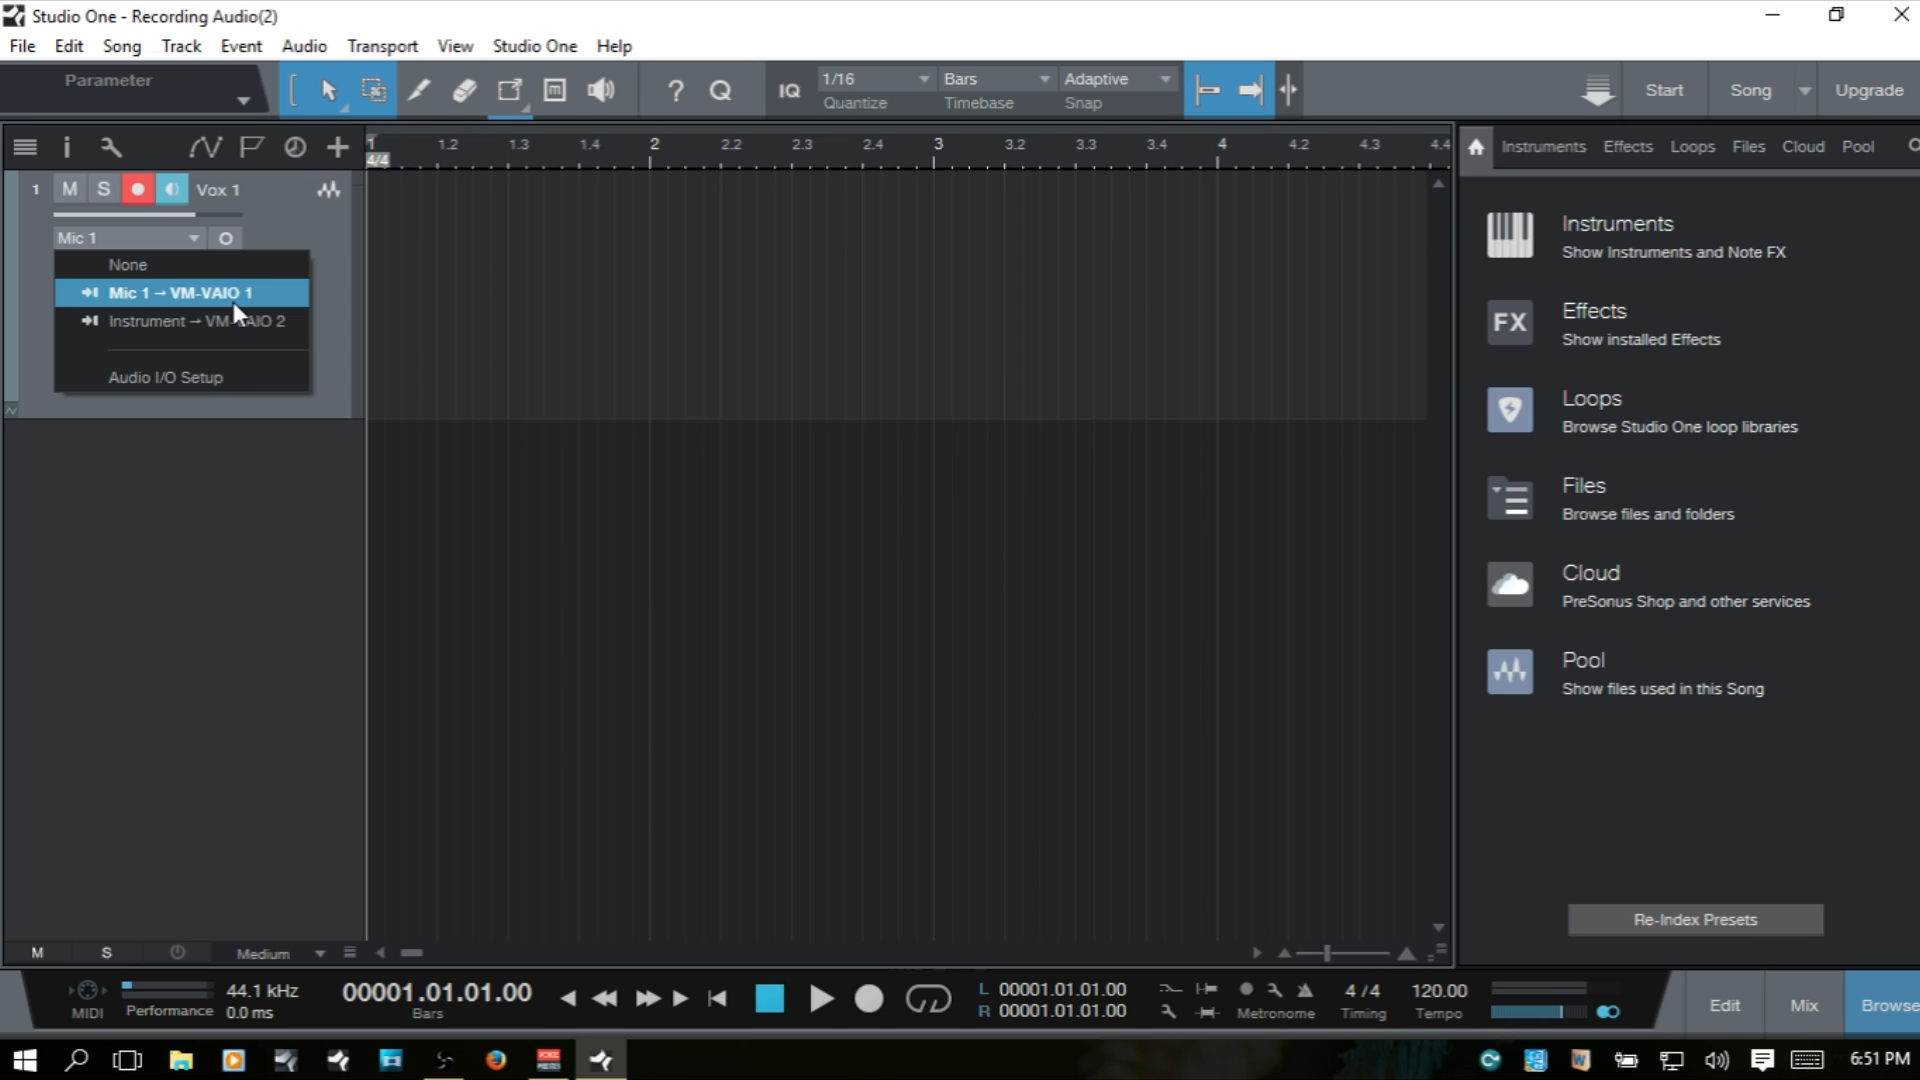 Studio One - Recording Audio(2)
File Edit Song Track Event Audio Transport View Studio One Help
Parameter
? Q IQ 1/16 Bars Adaptive Start Song Upgrade
Quantize Timebase Snap
i 1 1.2 1.3 1.4 2 2.2 2.3 2.4 3 3.2 3.3 3.4 4 4.2 4.3 4.4
4/4
Instruments Effects Loops Files Cloud Pool
1 M S Vox 1
Mic 1
None
Mic 1 → VM-VAIO 1
Instrument → VM-VAIO 2
Audio I/O Setup
Instruments
Show Instruments and Note FX
FX
Effects
Show installed Effects
Loops
Browse Studio One loop libraries
Files
Browse files and folders
Cloud
PreSonus Shop and other services
Pool
Show files used in this Song
Re-Index Presets
M S Medium
MIDI Performance 44.1 kHz
0.0 ms
00001.01.01.00
Bars
L 00001.01.01.00
R 00001.01.01.00
Metronome
4 / 4
Timing
120.00
Tempo
Edit Mix Browse
6:51 PM